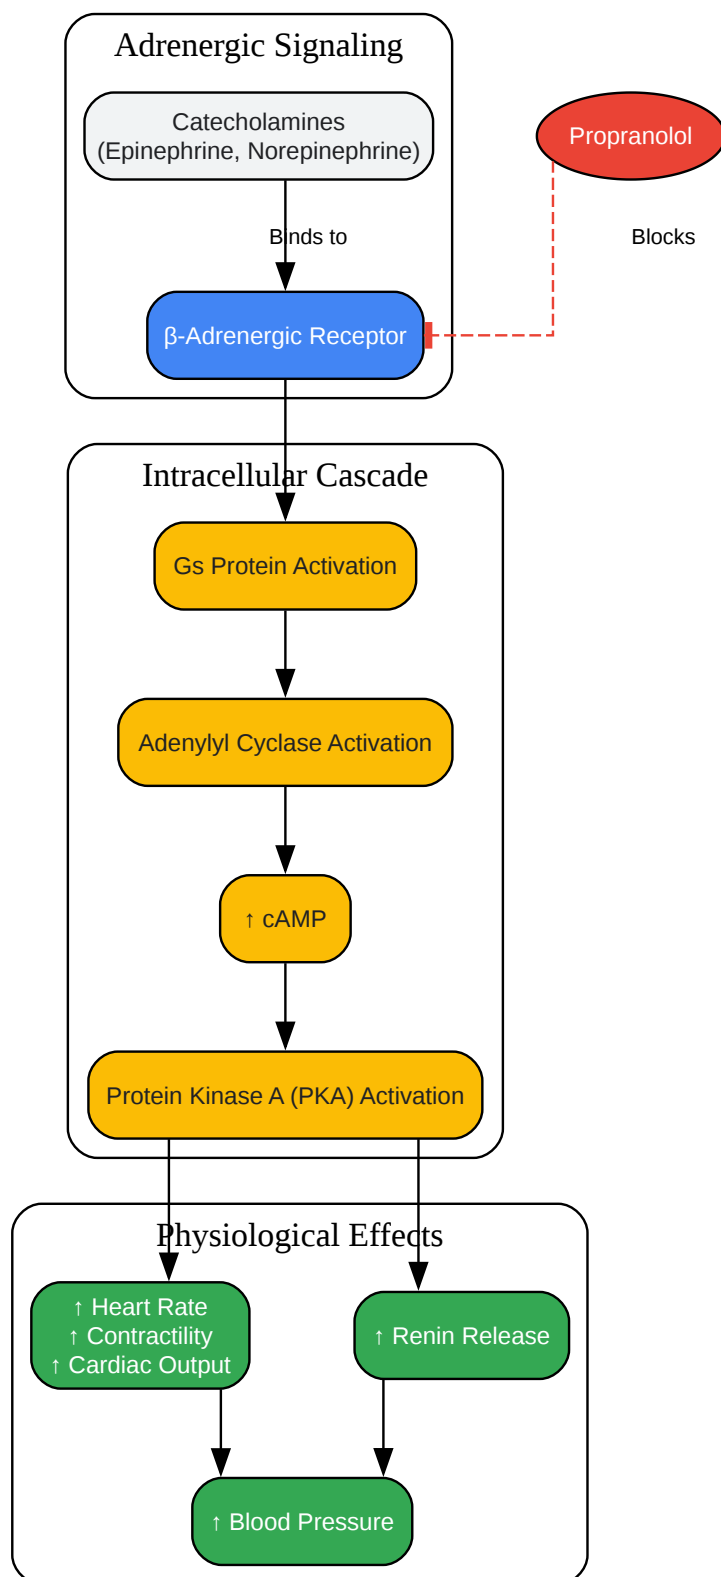 Adrenergic Signaling
Catecholamines
(Epinephrine, Norepinephrine)
Propranolol
Binds to
Blocks
β-Adrenergic Receptor
Intracellular Cascade
Gs Protein Activation
Adenylyl Cyclase Activation
↑ cAMP
Protein Kinase A (PKA) Activation
Physiological Effects
↑ Heart Rate
↑ Contractility
↑ Cardiac Output
↑ Renin Release
↑ Blood Pressure